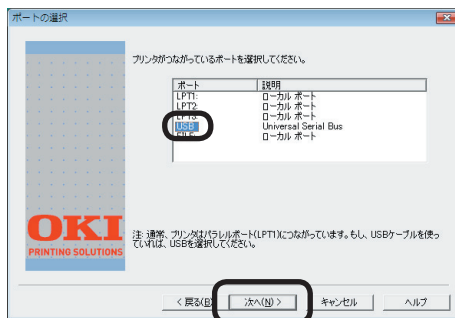 ポートの選択
プリンタがつながっているポートを選択してください。
ポート 説明
LPT1: ローカル ポート
LPT2: ローカル ポート
LPT3: ローカル ポート
USB Universal Serial Bus
FILE: ローカル ポート
OKI
PRINTING SOLUTIONS
注: 通常、プリンタはパラレルポート(LPT1)につながっています。もし、USBケーブルを使っ
ていれば、USBを選択してください。
< 戻る(B) 次へ(N) > キャンセル ヘルプ